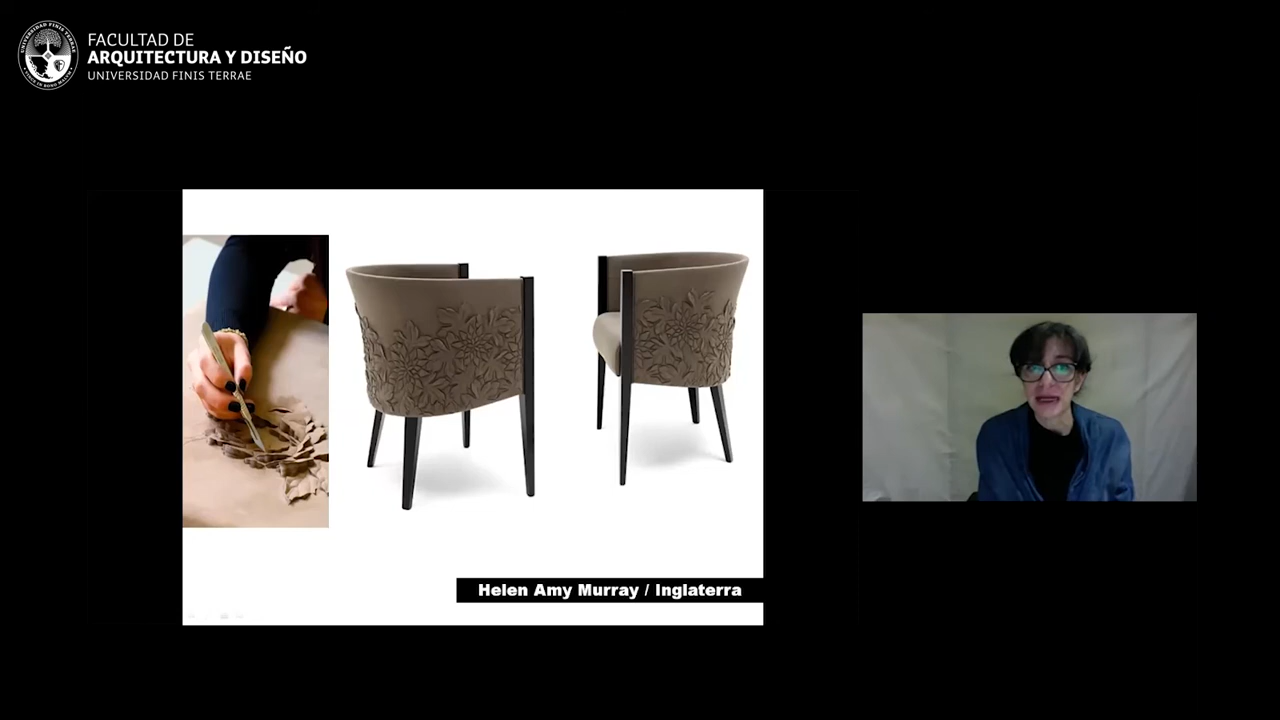 FACULTAD DE
ARQUITECTURA Y DISEÑO
UNIVERSIDAD FINIS TERRAE
Helen Amy Murray / Inglaterra